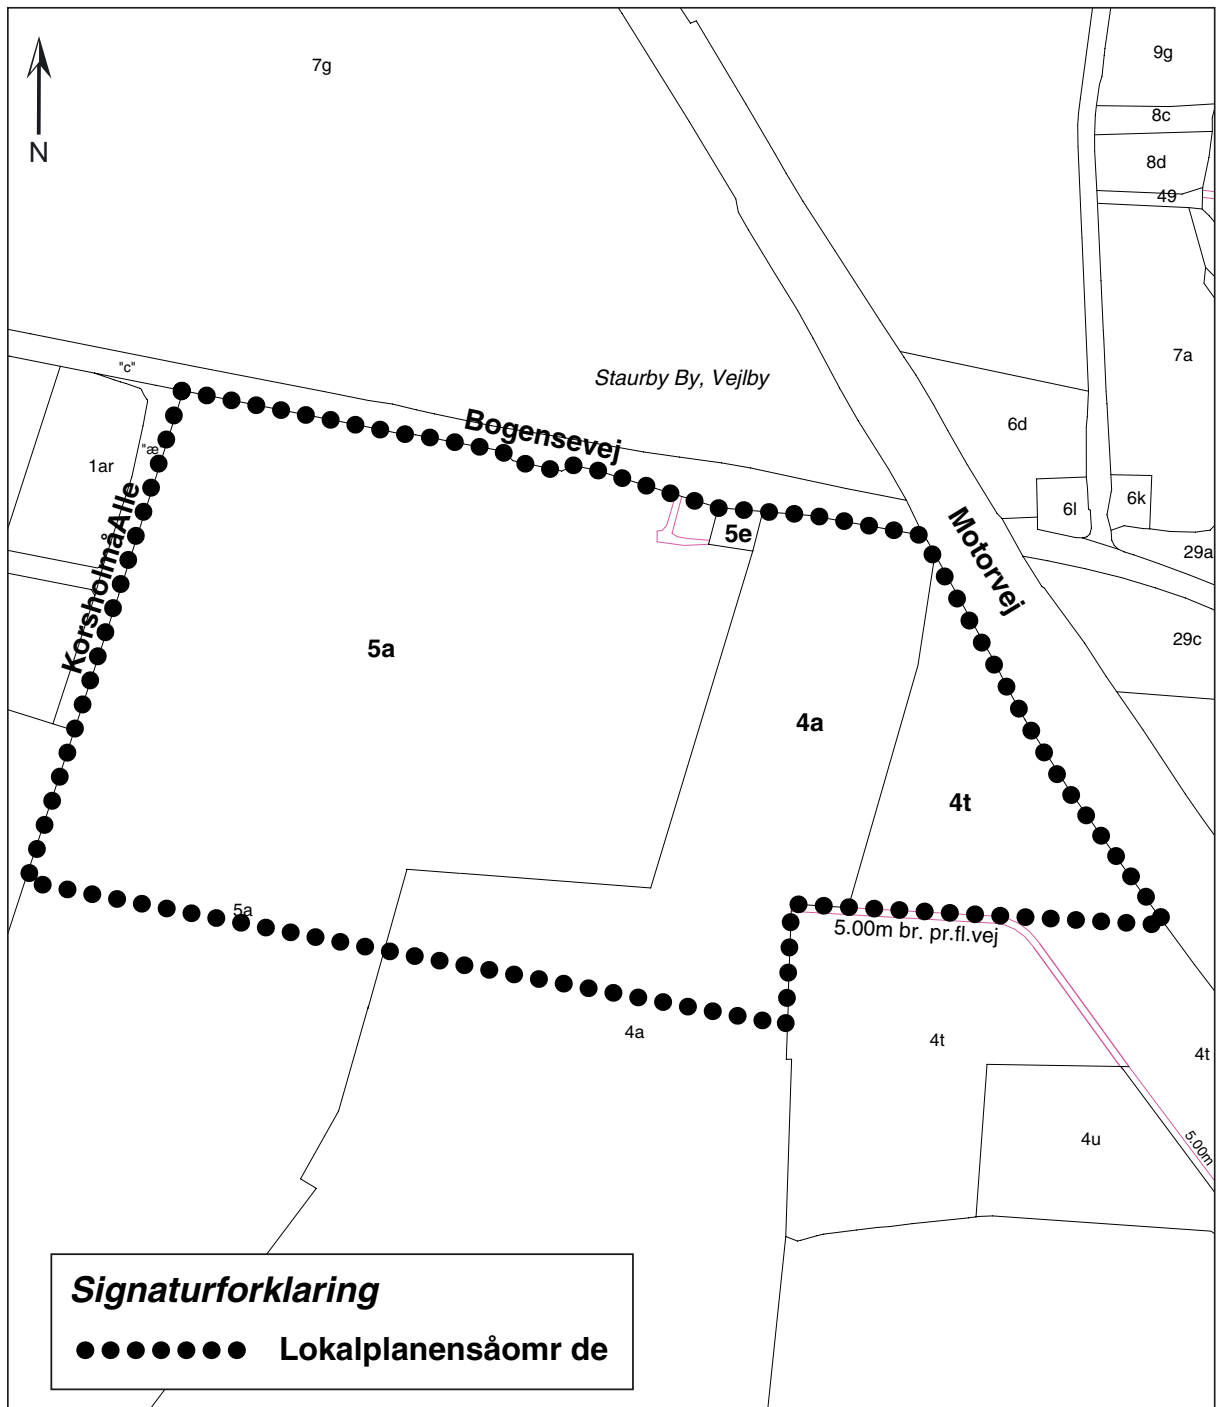 7g
9g
8c
8d
49
7a
N
"c"
Staurby By, Vejlby
Bogensevej
6d
"æ
1ar
6l
6k
29a
29c
KorsholmåAlle
5e
Motorvej
5a
4a
4t
5a
5.00m br. pr.fl.vej
4a
4t
4t
4u
5.00m
Signaturforklaring
Lokalplanensåomr de